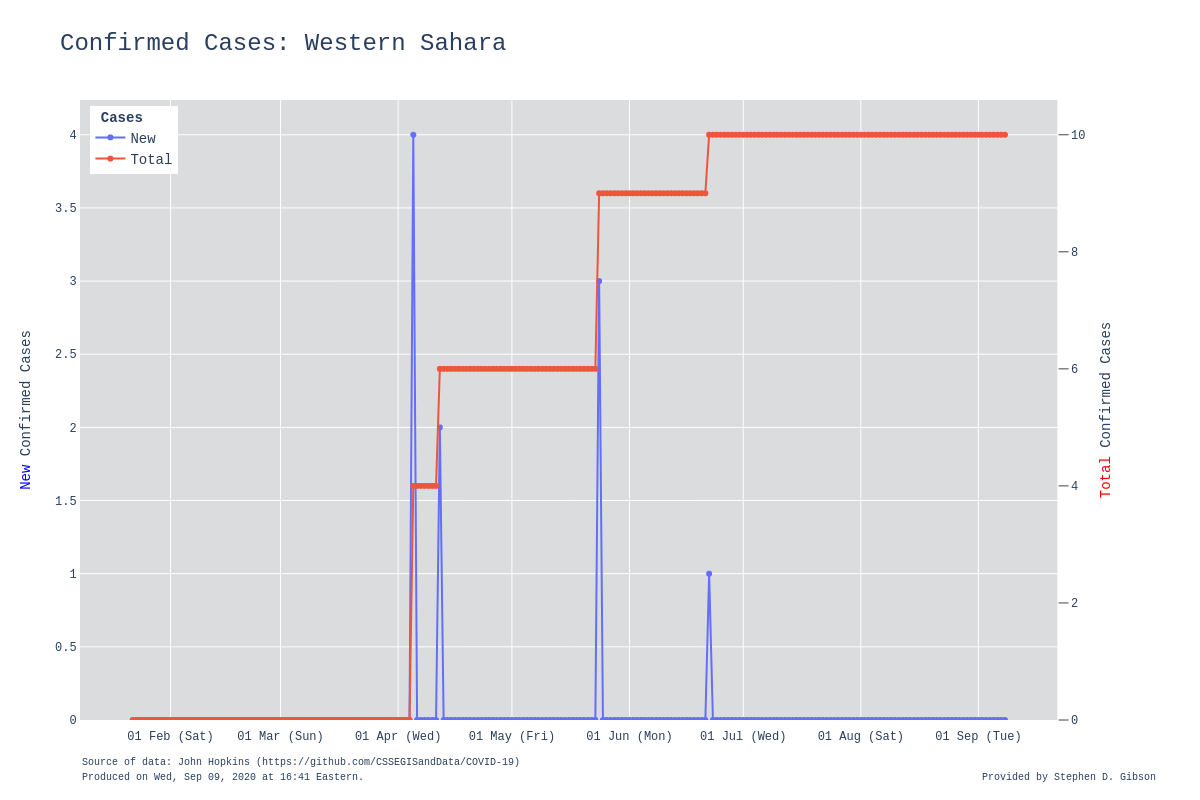 Confirmed Cases: Western Sahara
Cases
New
Total
4
3.5
3
2.5
2
1.5
1
0.5
0
10
8
6
4
2
0
New Confirmed Cases
Total Confirmed Cases
01 Feb (Sat) 01 Mar (Sun) 01 Apr (Wed) 01 May (Fri) 01 Jun (Mon) 01 Jul (Wed) 01 Aug (Sat) 01 Sep (Tue)
Source of data: John Hopkins (https://github.com/CSSEGISandData/COVID-19)
Produced on Wed, Sep 09, 2020 at 16:41 Eastern.
Provided by Stephen D. Gibson